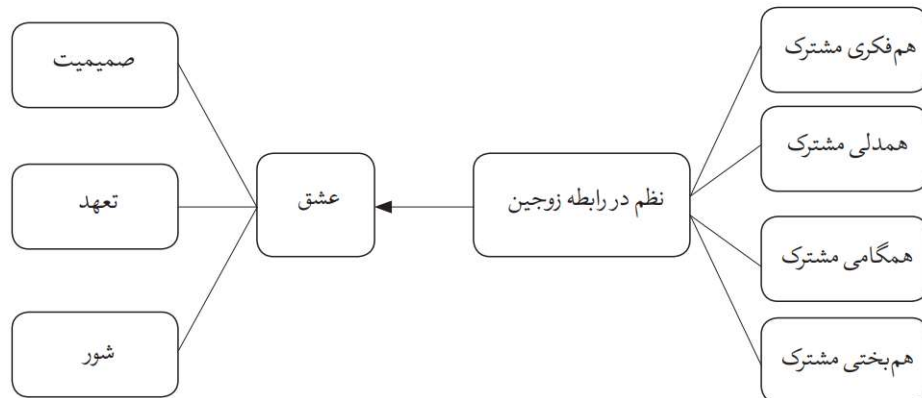 هم‌فکری مشترک
همدلی مشترک
همگامی مشترک
هم‌بختی مشترک
نظم در رابطه زوجین
عشق
صمیمیت
تعهد
شور